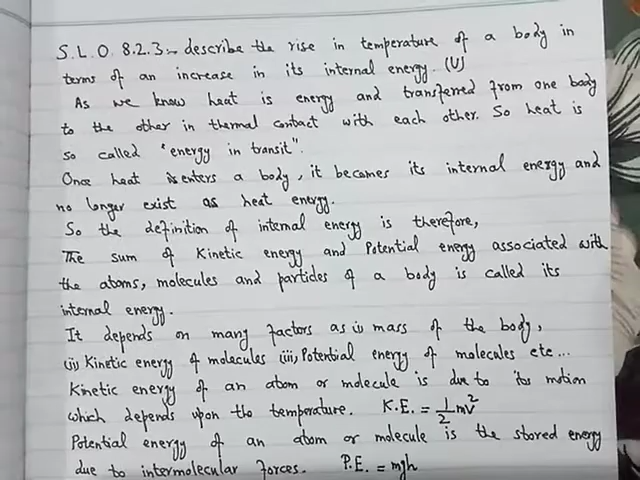 S.L.O. 8.2.3:- describe the rise in temperature of a body in
terms of an increase in its internal energy. (U)
As we know heat is energy and transferred from one body
to the other in thermal contact with each other. So heat is
so called "energy in transit".
Once heat enters a body, it becomes its internal energy and
no longer exist as heat energy.
So the definition of internal energy is therefore,
The sum of Kinetic energy and Potential energy associated with
the atoms, molecules and particles of a body is called its
internal energy.
It depends on many factors as (i) mass of the body,
(ii) Kinetic energy of molecules (iii) Potential energy of molecules etc...
Kinetic energy of an atom or molecule is due to its motion
which depends upon the temperature. K.E. = 1/2 mv²
Potential energy of an atom or molecule is the stored energy
due to intermolecular forces. P.E. = mgh